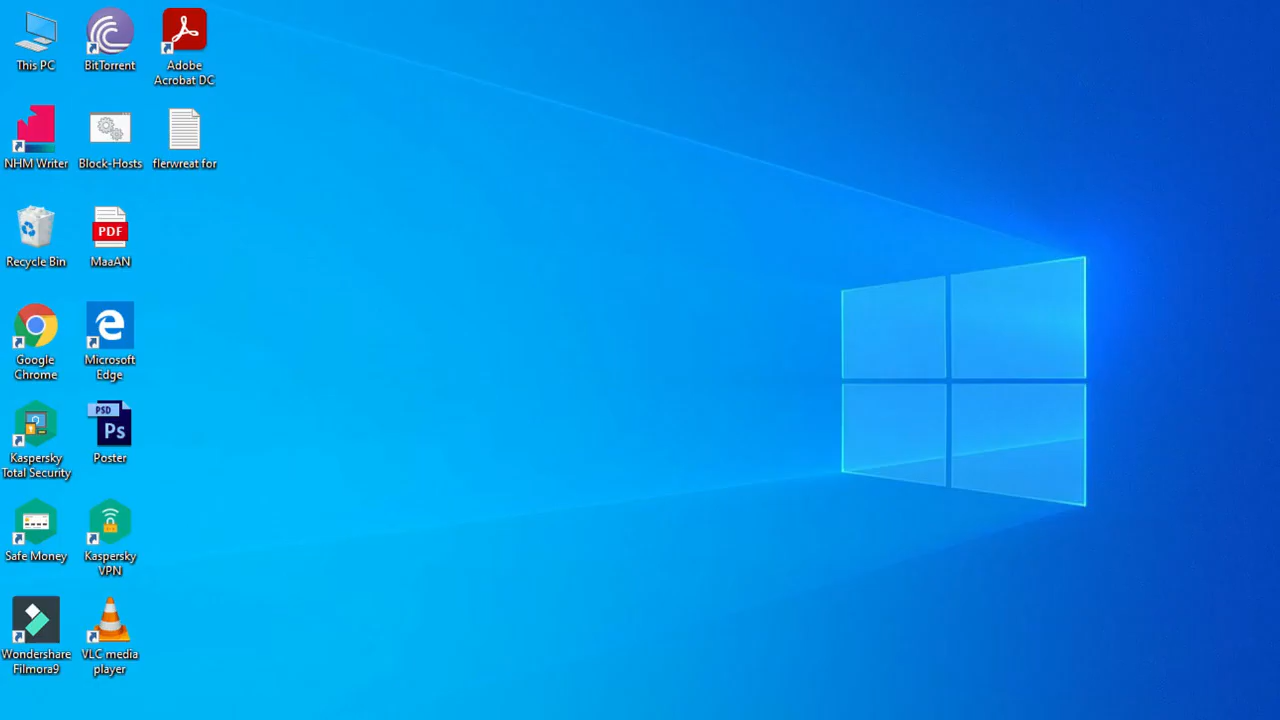 This PC
BitTorrent
Adobe
Acrobat DC
NHM Writer
Block-Hosts
flerwreat for
Recycle Bin
PDF
MaaAN
Google
Chrome
Microsoft
Edge
Kaspersky
Total Security
PSD
Ps
Poster
Safe Money
Kaspersky
VPN
Wondershare
Filmora9
VLC media
player